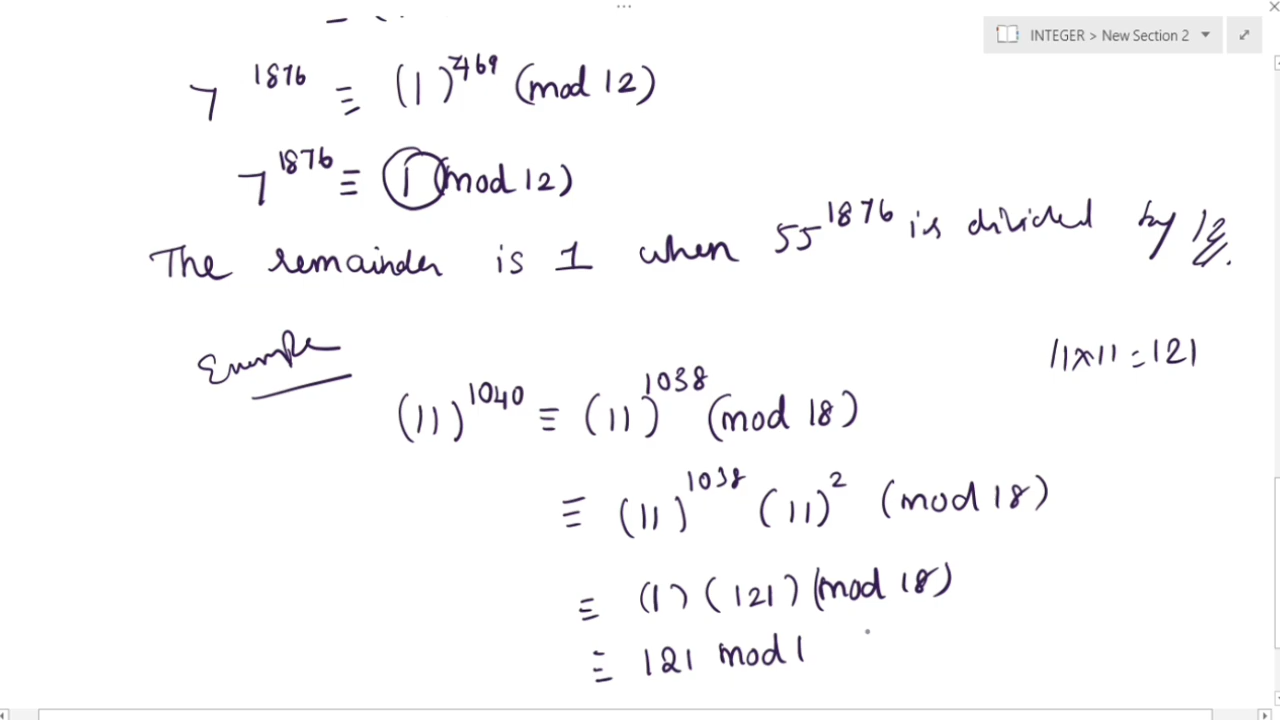 INTEGER > New Section 2
7^1876 ≡ (1)^469 (mod 12)
7^1876 ≡ 1 (mod 12)
The remainder is 1 when 55^1876 is divided by 12.
Example
11x11 = 121
(11)^1040 ≡ (11)^1038 (mod 18)
≡ (11)^1038 (11)^2 (mod 18)
≡ (1) (121) (mod 18)
≡ 121 mod 1